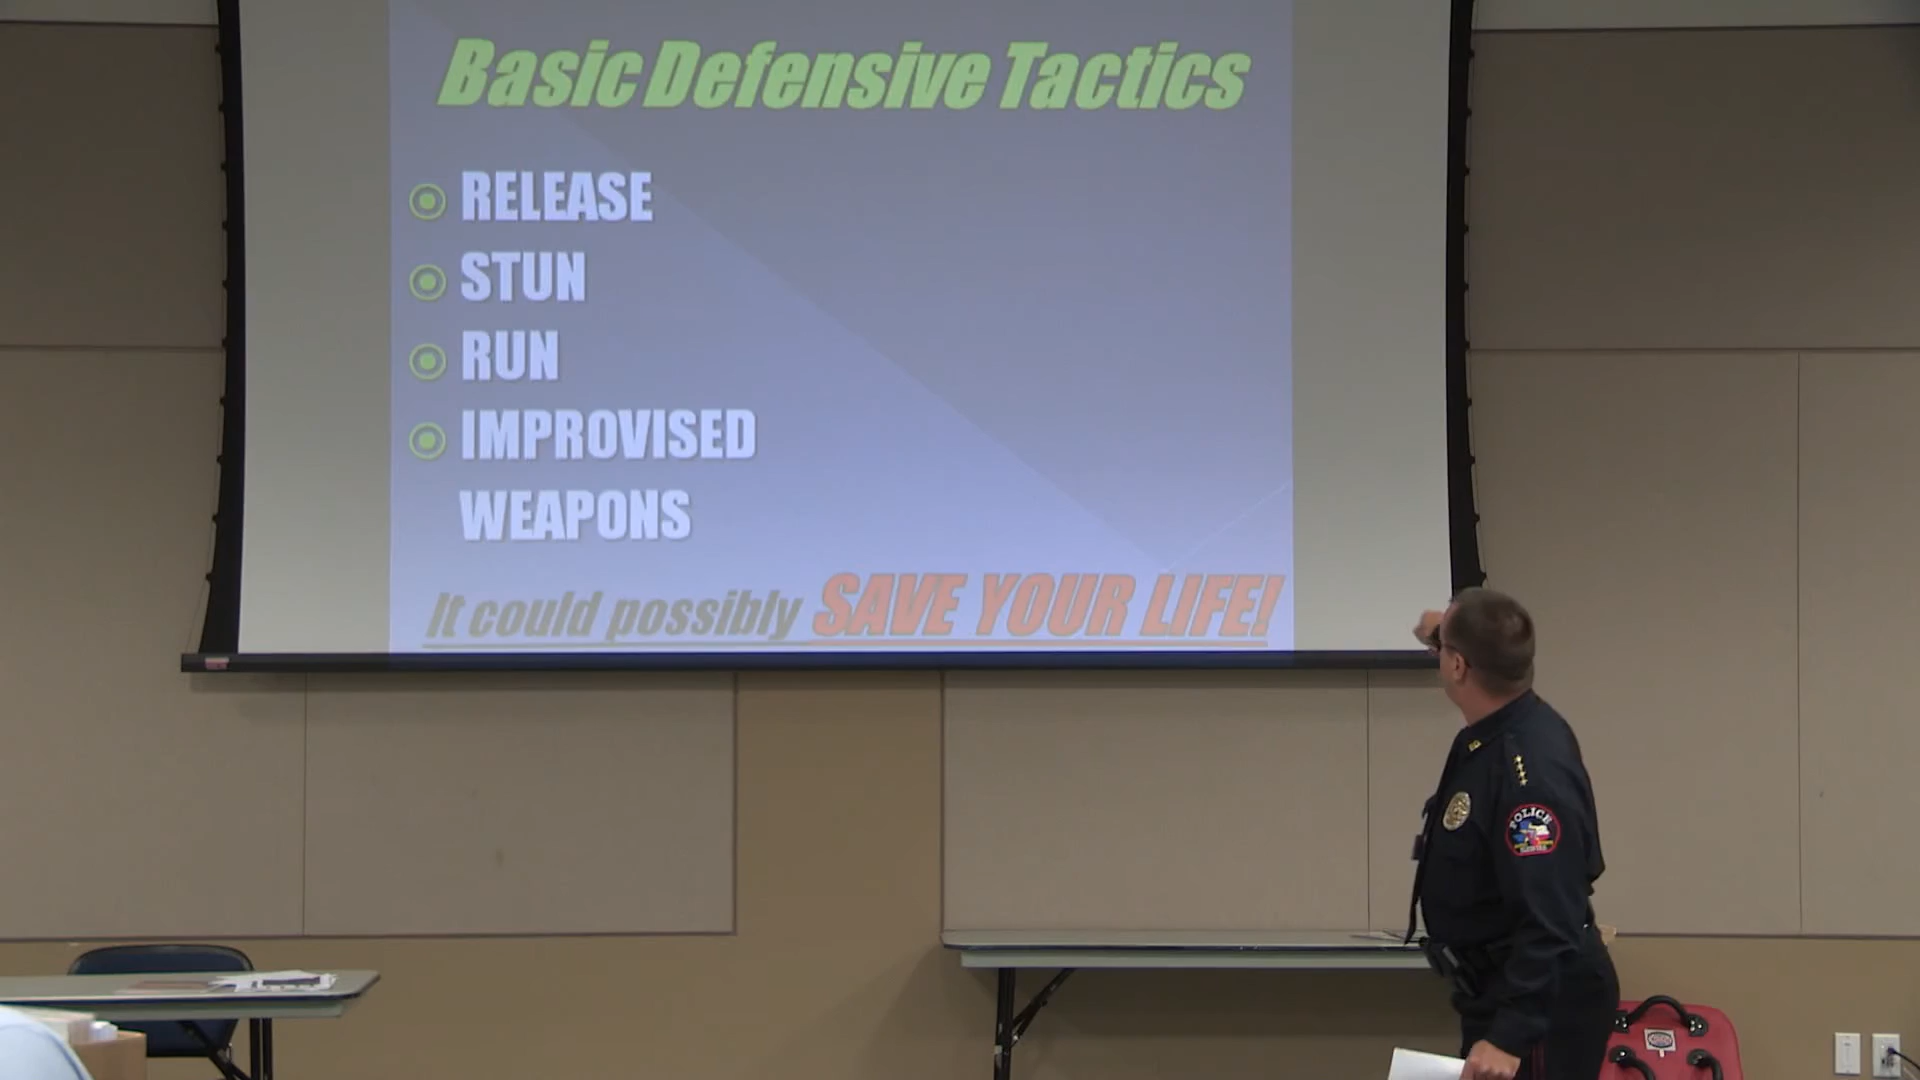 Basic Defensive Tactics
RELEASE
STUN
RUN
IMPROVISED
WEAPONS
It could possibly SAVE YOUR LIFE!
POLICE